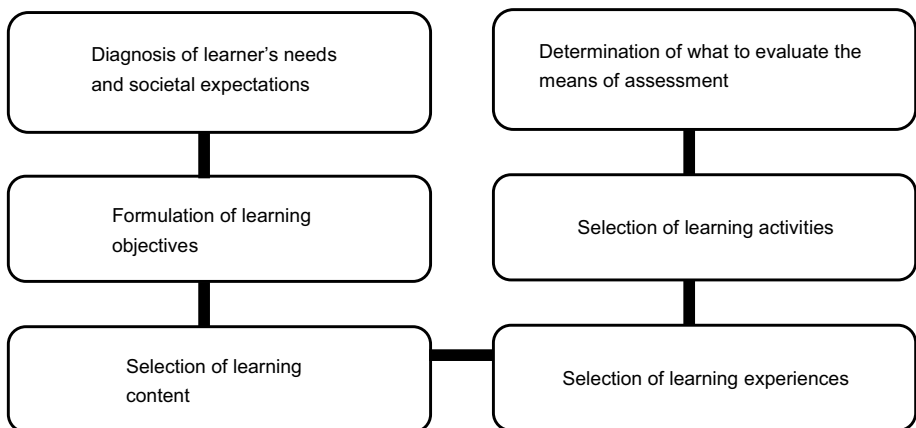 Diagnosis of learner’s needs
and societal expectations
Formulation of learning
objectives
Selection of learning
content
Determination of what to evaluate the
means of assessment
Selection of learning activities
Selection of learning experiences